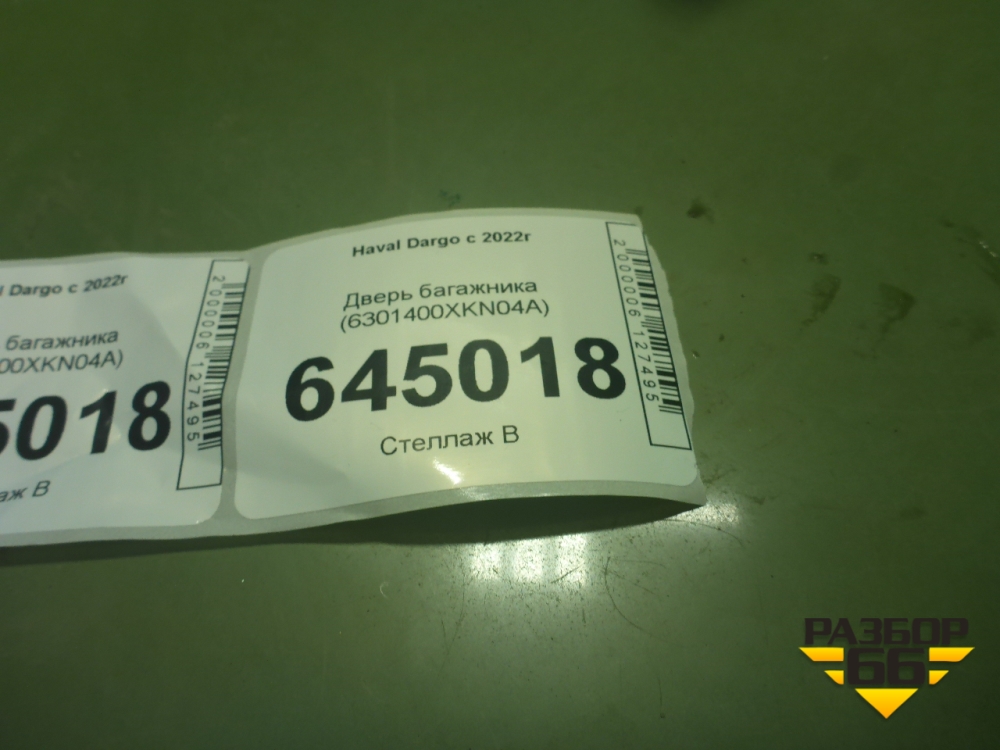 Haval Dargo с 2022г
Дверь багажника
(6301400XKN04A)
645018
Стеллаж В
2000006127495
Dargo с 2022г
багажника
00XKN04A)
5018
аж В
2000006127495
РАЗБОР
66